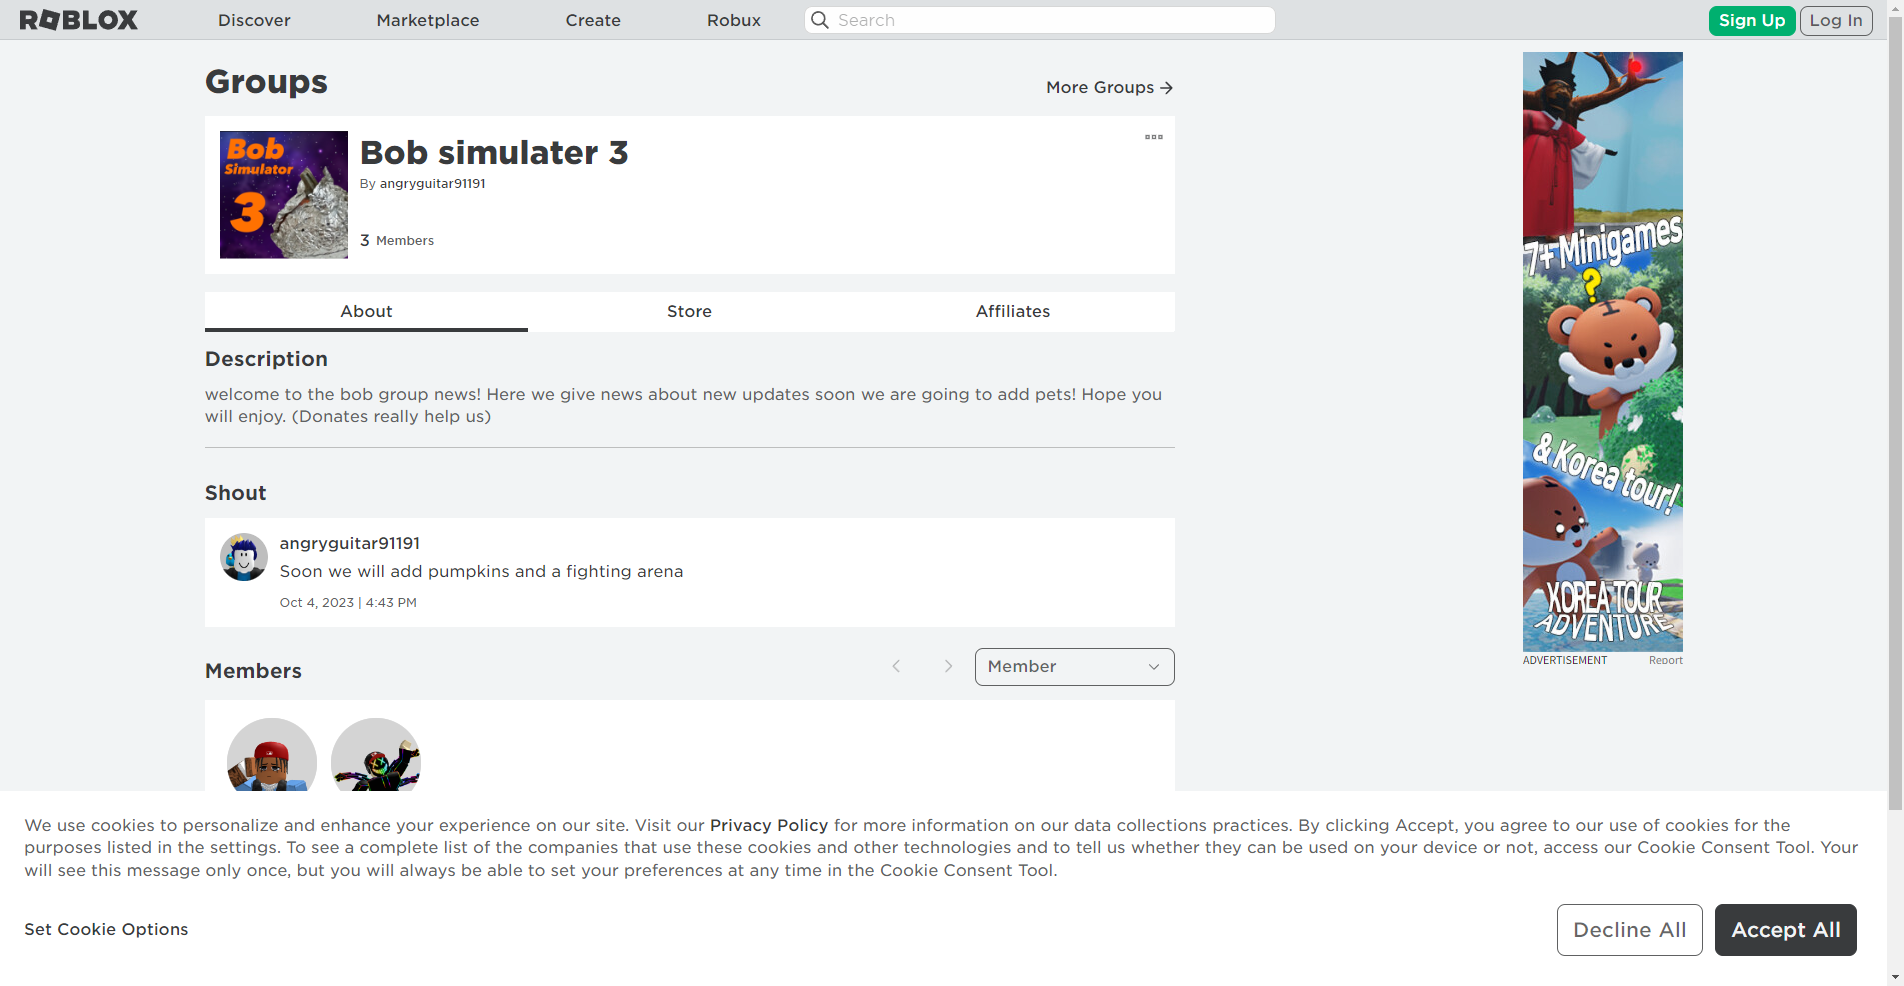 ROBLOX
Discover
Marketplace
Create
Robux
Search
Sign Up
Log In
Groups
More Groups
Bob
Simulator
3
Bob simulater 3
By angryguitar91191
3 Members
About
Store
Affiliates
Description
welcome to the bob group news! Here we give news about new updates soon we are going to add pets! Hope you
will enjoy. (Donates really help us)
Shout
angryguitar91191
Soon we will add pumpkins and a fighting arena
Oct 4, 2023 | 4:43 PM
Members
Member
7+ Minigames
?
& Korea tour!
KOREA TOUR
ADVENTURE
ADVERTISEMENT
Report
We use cookies to personalize and enhance your experience on our site. Visit our Privacy Policy for more information on our data collections practices. By clicking Accept, you agree to our use of cookies for the
purposes listed in the settings. To see a complete list of the companies that use these cookies and other technologies and to tell us whether they can be used on your device or not, access our Cookie Consent Tool. Your
will see this message only once, but you will always be able to set your preferences at any time in the Cookie Consent Tool.
Set Cookie Options
Decline All
Accept All